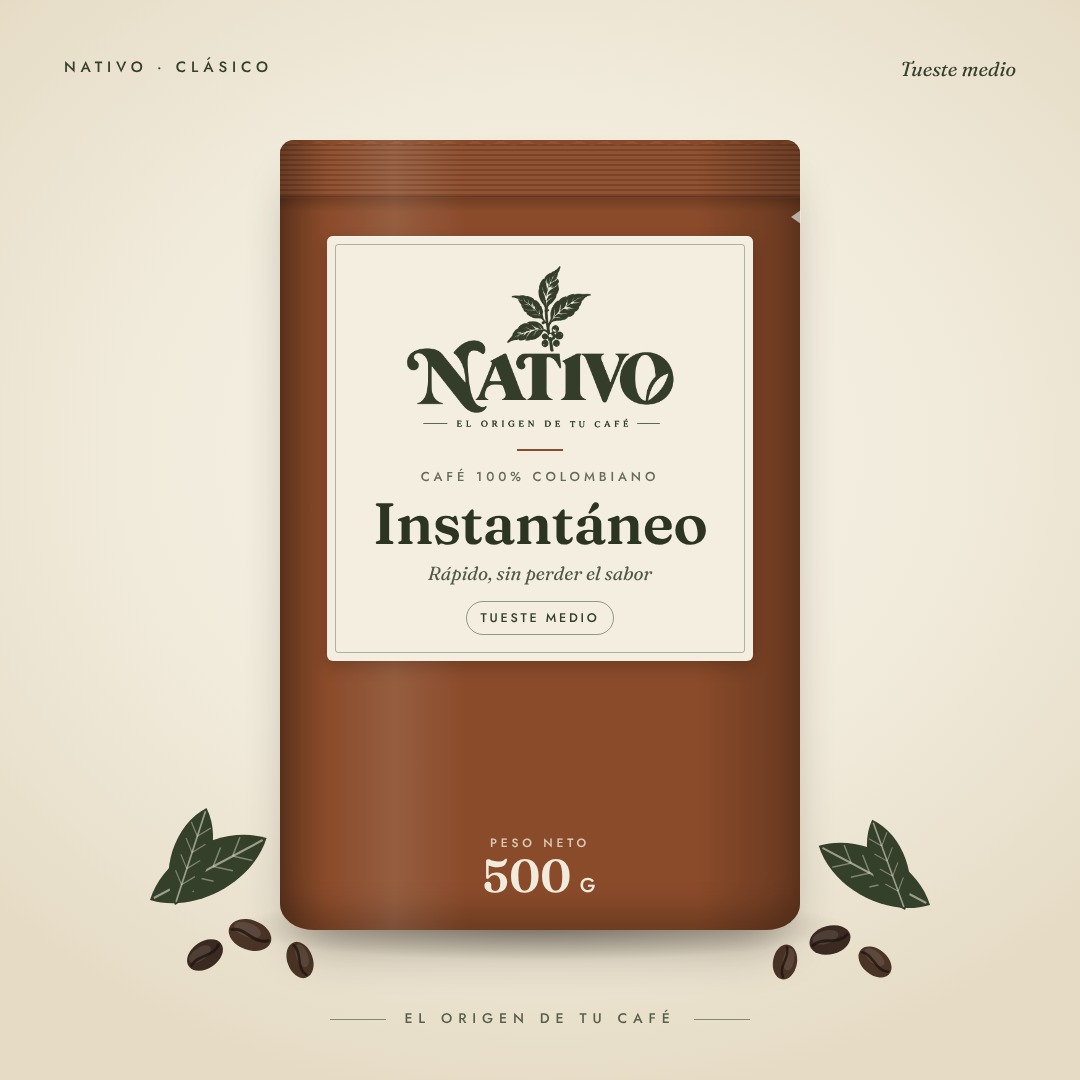 NATIVO · CLÁSICO
Tueste medio
NATIVO
EL ORIGEN DE TU CAFÉ
CAFÉ 100% COLOMBIANO
Instantáneo
Rápido, sin perder el sabor
TUESTE MEDIO
PESO NETO
500 G
EL ORIGEN DE TU CAFÉ